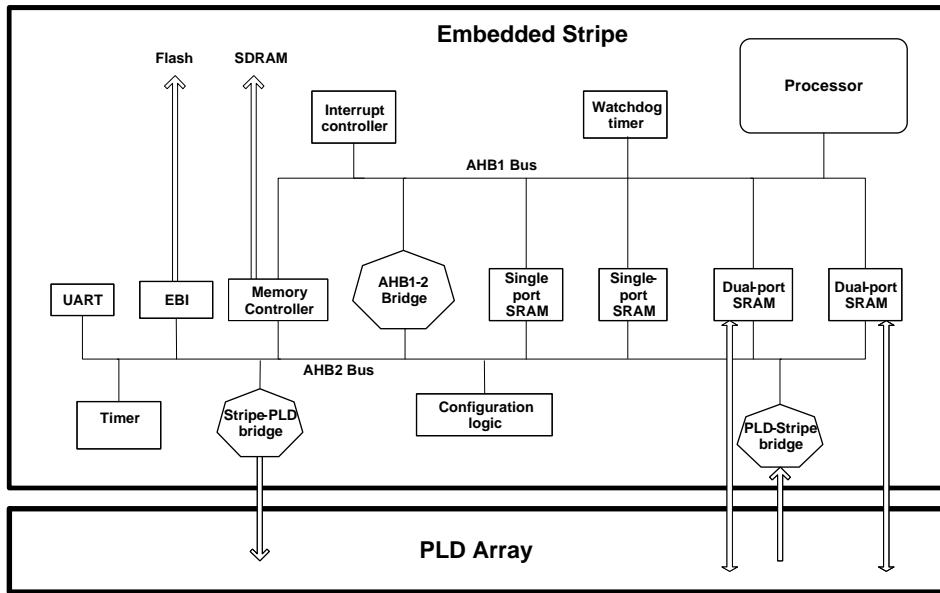 Embedded Stripe
Flash
SDRAM
Processor
Interrupt
controller
Watchdog
timer
AHB1 Bus
UART
EBI
Memory
Controller
AHB1-2
Bridge
Single
port
SRAM
Single-
port
SRAM
Dual-port
SRAM
Dual-port
SRAM
AHB2 Bus
Timer
Stripe-PLD
bridge
Configuration
logic
PLD-Stripe
bridge
PLD Array